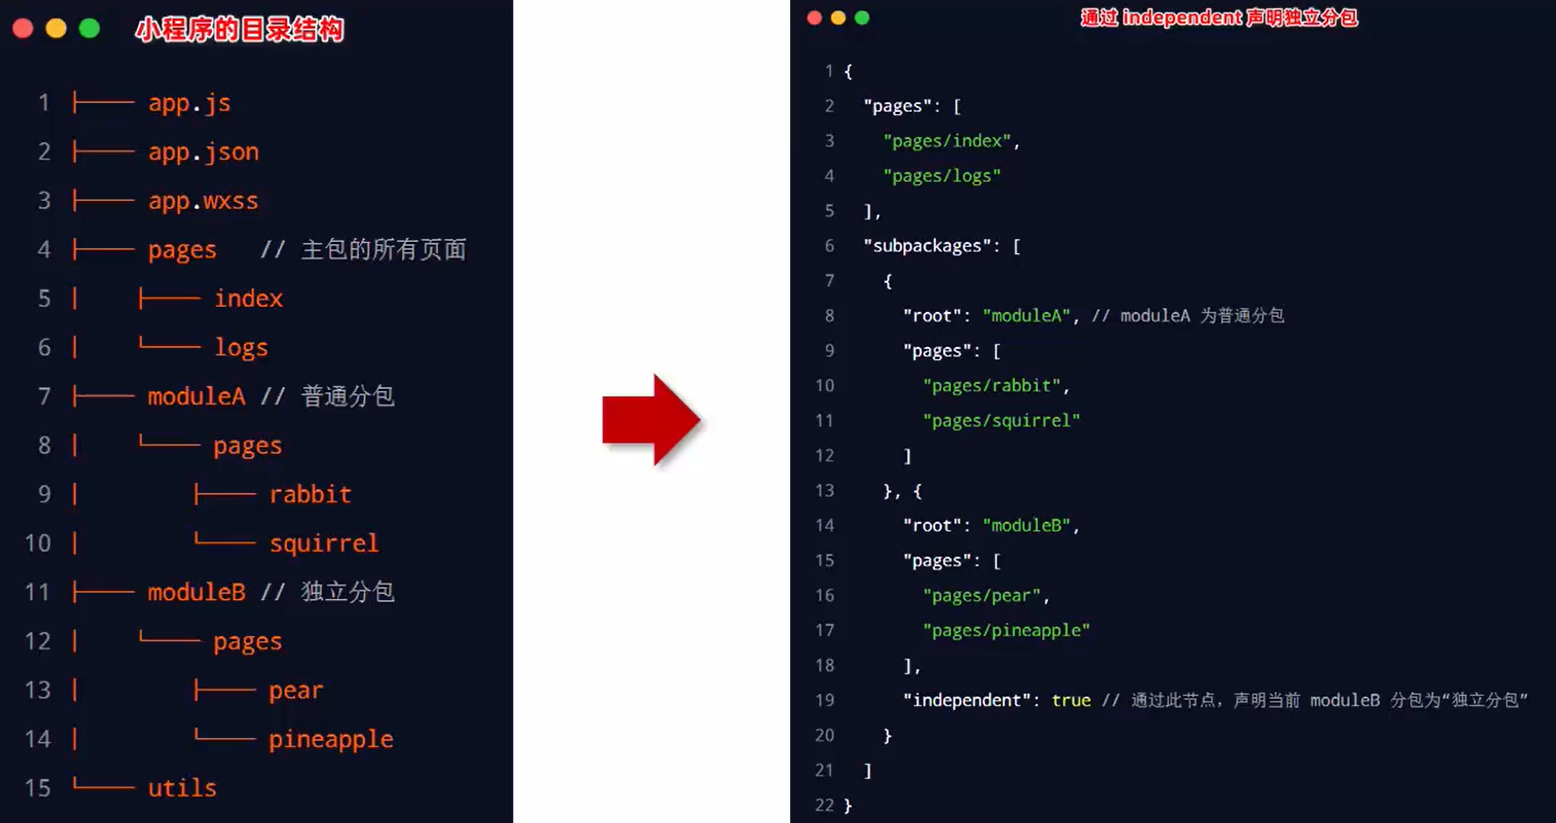 小程序的目录结构
1 ├── app.js
2 ├── app.json
3 ├── app.wxss
4 ├── pages // 主包的所有页面
5 │ ├── index
6 │ └── logs
7 ├── moduleA // 普通分包
8 │ └── pages
9 │ ├── rabbit
10 │ └── squirrel
11 ├── moduleB // 独立分包
12 │ └── pages
13 │ ├── pear
14 │ └── pineapple
15 └── utils
通过 independent 声明独立分包
1 {
2 "pages": [
3 "pages/index",
4 "pages/logs"
5 ],
6 "subpackages": [
7 {
8 "root": "moduleA", // moduleA 为普通分包
9 "pages": [
10 "pages/rabbit",
11 "pages/squirrel"
12 ]
13 }, {
14 "root": "moduleB",
15 "pages": [
16 "pages/pear",
17 "pages/pineapple"
18 ],
19 "independent": true // 通过此节点，声明当前 moduleB 分包为“独立分包”
20 }
21 ]
22 }